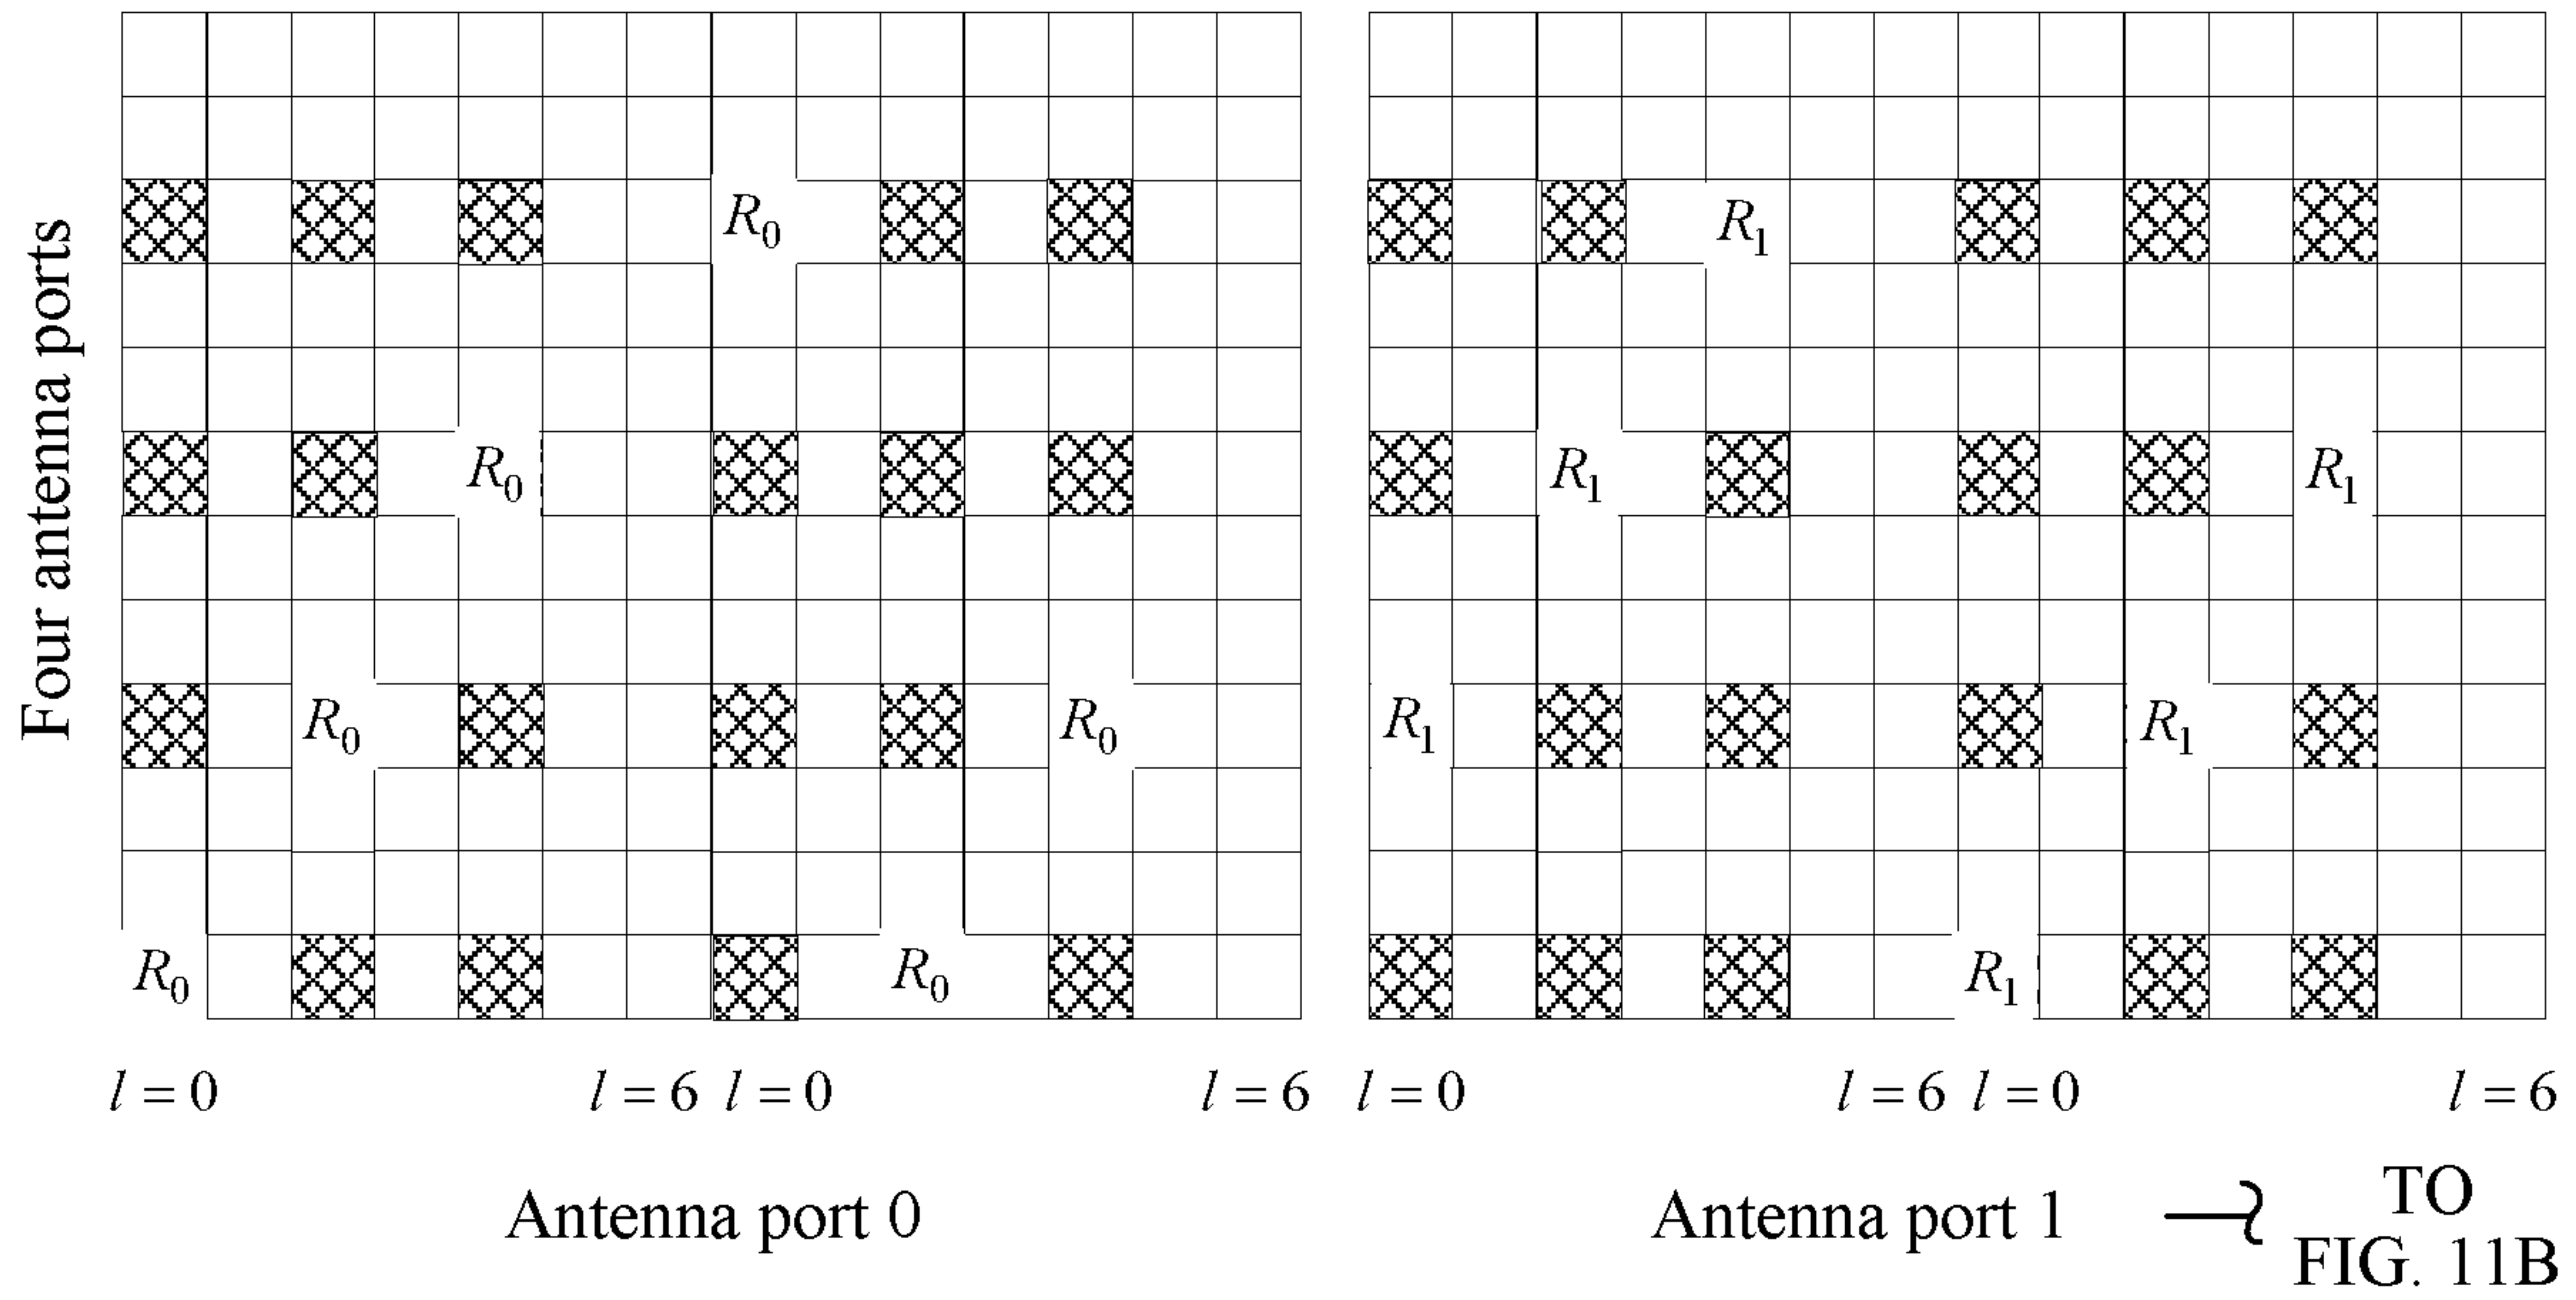 Four antenna ports
R0 R1
R0 R1 R1
R0 R0 R1 R1
R0 R0 R1
l = 0 l = 6 l = 0 l = 6 l = 0 l = 6 l = 0 l = 6
Antenna port 0
Antenna port 1
TO
FIG. 11B